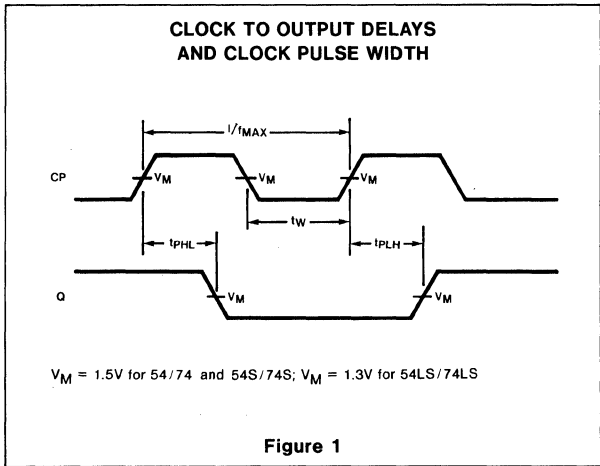 CLOCK TO OUTPUT DELAYS
AND CLOCK PULSE WIDTH
I/fMAX
CP
VM
VM
VM
tW
tPHL
tPLH
Q
VM
VM
VM = 1.5V for 54/74 and 54S/74S; VM = 1.3V for 54LS/74LS
Figure 1